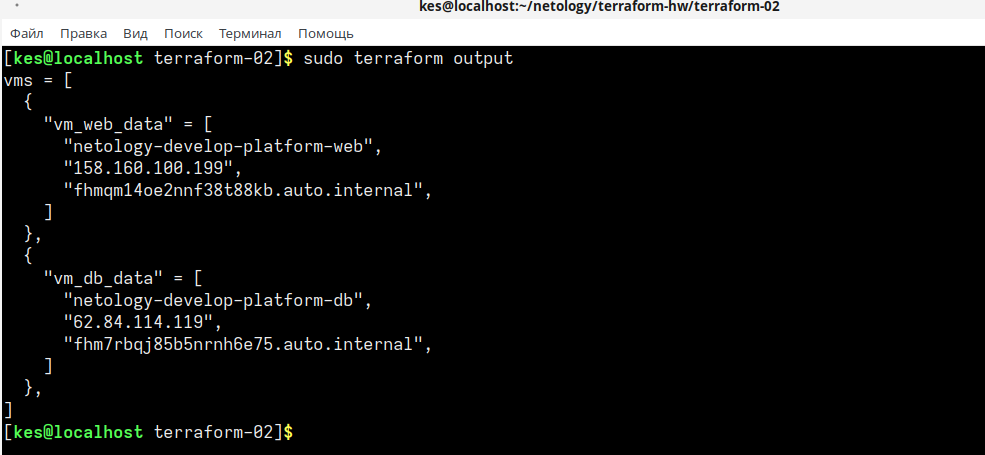 kes@localhost:~/netology/terraform-hw/terraform-02
Файл Правка Вид Поиск Терминал Помощь
[kes@localhost terraform-02]$ sudo terraform output
vms = [
  {
    "vm_web_data" = [
      "netology-develop-platform-web",
      "158.160.100.199",
      "fhmqm14oe2nnf38t88kb.auto.internal",
    ]
  },
  {
    "vm_db_data" = [
      "netology-develop-platform-db",
      "62.84.114.119",
      "fhm7rbqj85b5nrnh6e75.auto.internal",
    ]
  },
]
[kes@localhost terraform-02]$